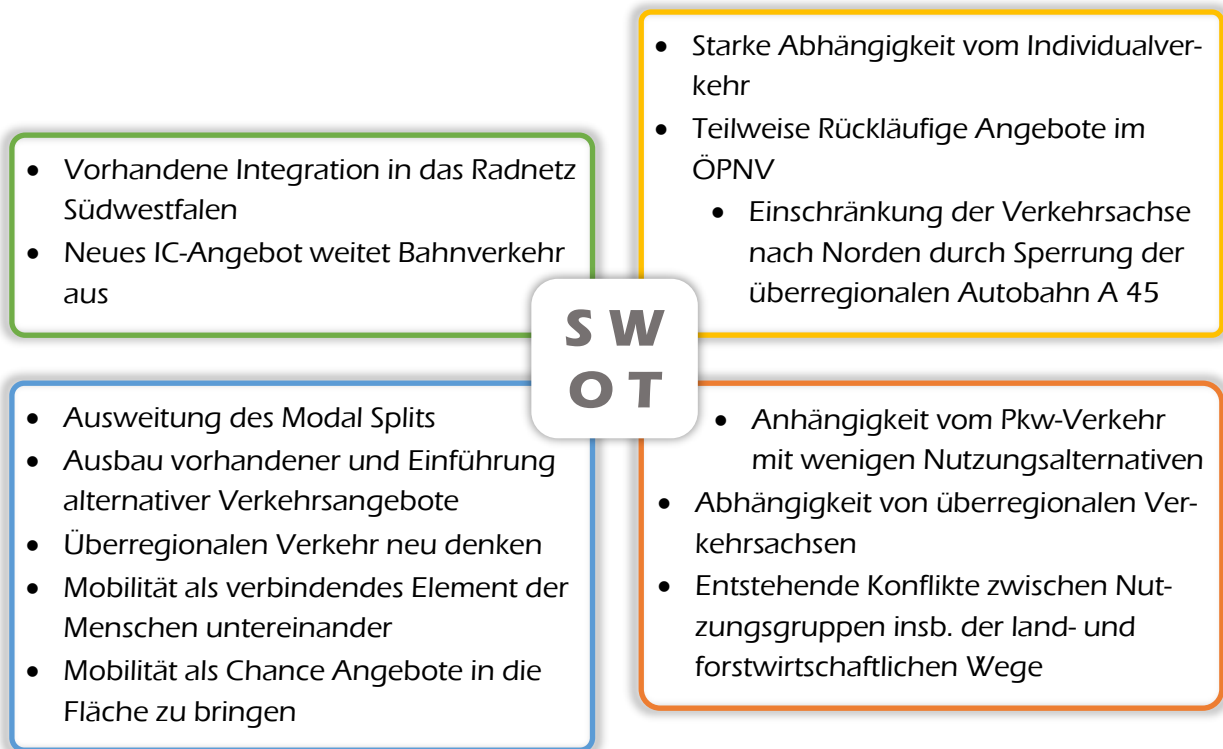 • Vorhandene Integration in das Radnetz
Südwestfalen
• Neues IC-Angebot weitet Bahnverkehr
aus
• Starke Abhängigkeit vom Individualver-
kehr
• Teilweise Rückläufige Angebote im
ÖPNV
• Einschränkung der Verkehrsachse
nach Norden durch Sperrung der
überregionalen Autobahn A 45
S W
O T
• Ausweitung des Modal Splits
• Ausbau vorhandener und Einführung
alternativer Verkehrsangebote
• Überregionalen Verkehr neu denken
• Mobilität als verbindendes Element der
Menschen untereinander
• Mobilität als Chance Angebote in die
Fläche zu bringen
• Anhängigkeit vom Pkw-Verkehr
mit wenigen Nutzungsalternativen
• Abhängigkeit von überregionalen Ver-
kehrsachsen
• Entstehende Konflikte zwischen Nut-
zungsgruppen insb. der land- und
forstwirtschaftlichen Wege